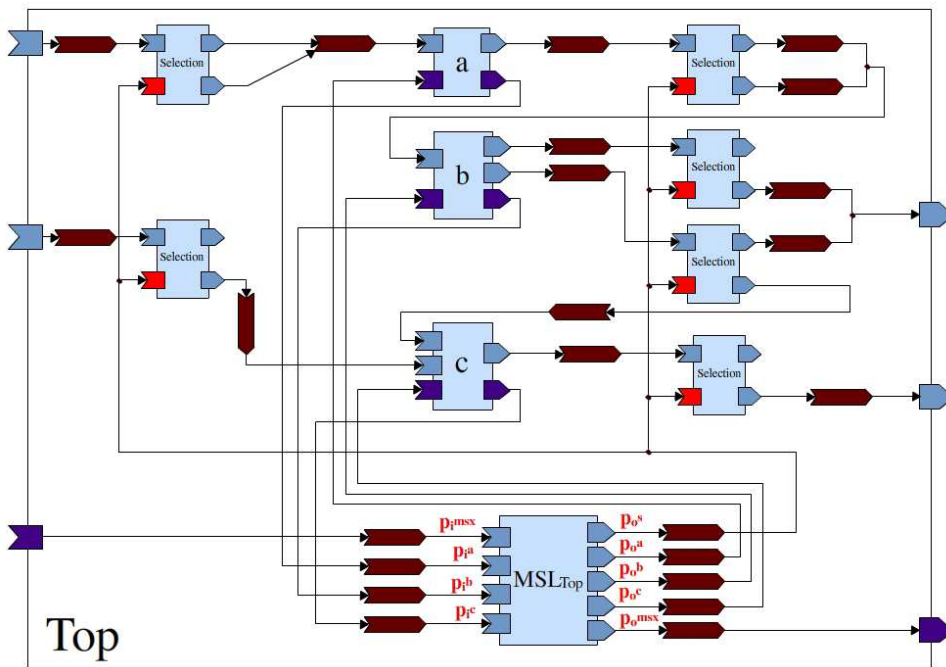 Selection
a
Selection
b
Selection
Selection
Selection
c
Selection
p_i^msx
p_o^s
p_i^a
p_o^a
MSL_Top
p_i^b
p_o^b
p_i^c
p_o^c
p_o^msx
Top